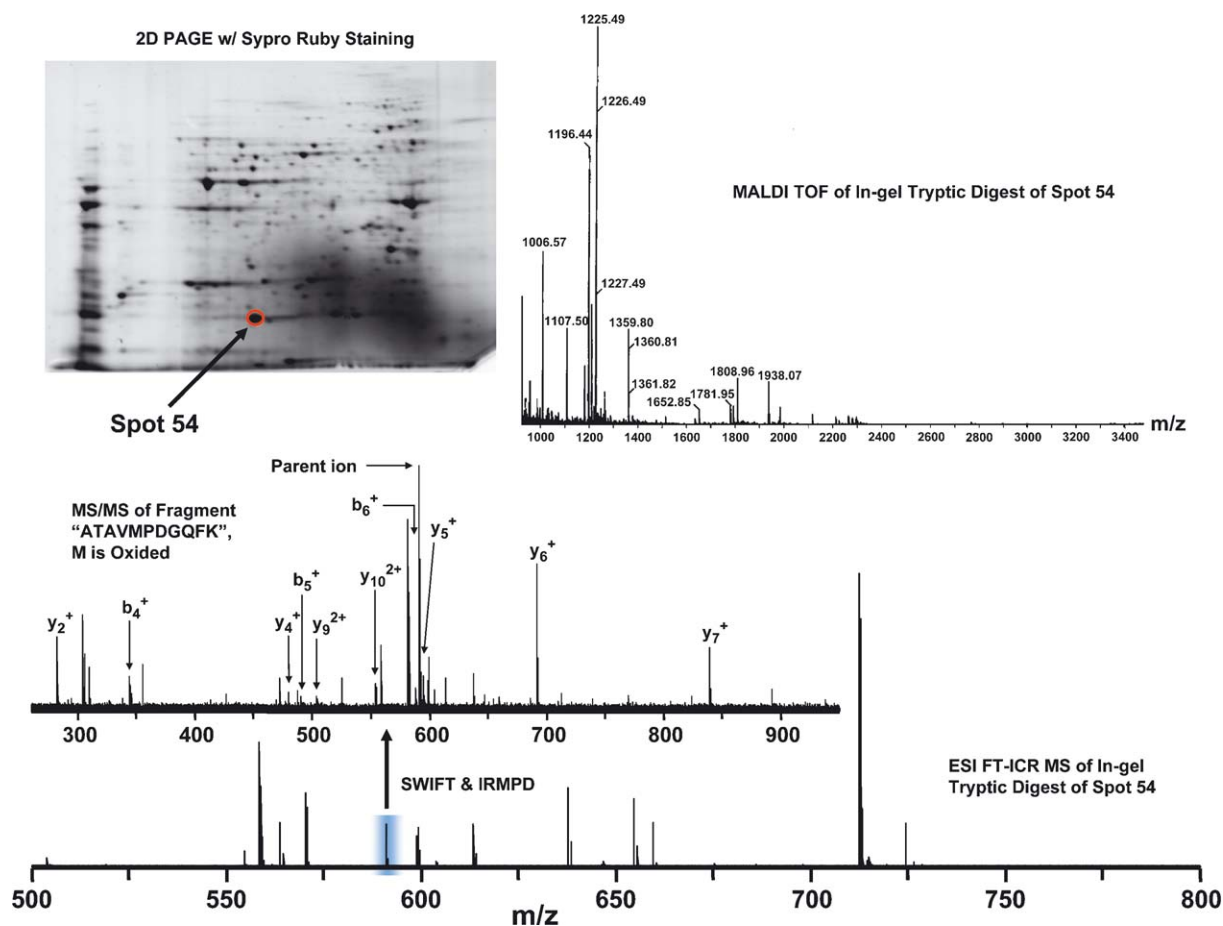 2D PAGE w/ Sypro Ruby Staining
Spot 54
1225.49
1226.49
1196.44
MALDI TOF of In-gel Tryptic Digest of Spot 54
1006.57
1227.49
1107.50
1359.80
1360.81
1361.82
1652.85
1781.95
1808.96
1938.07
m/z
1000 1200 1400 1600 1800 2000 2200 2400 2600 2800 3000 3200 3400
Parent ion
MS/MS of Fragment
“ATAVMPDGQFK”,
M is Oxided
y2+
b4+
y4+
b5+
y9 2+
y10 2+
b6+
y5+
y6+
y7+
300 400 500 600 700 800 900
SWIFT & IRMPD
ESI FT-ICR MS of In-gel
Tryptic Digest of Spot 54
500 550 600 650 700 750 800
m/z